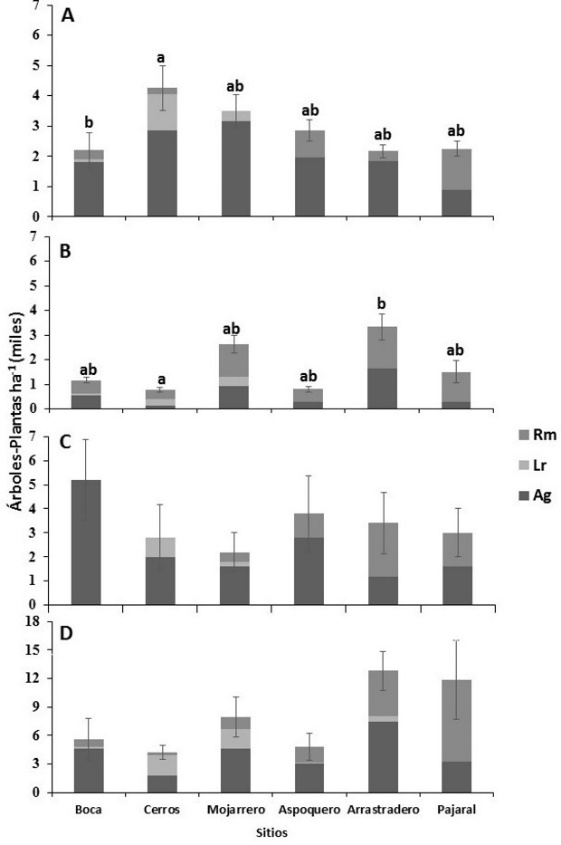 A
7
6
5
4
3
2
1
0
b
a
ab
ab
ab
ab
B
7
6
5
4
3
2
1
0
ab
a
ab
ab
b
ab
C
7
6
5
4
3
2
1
0
D
18
15
12
9
6
3
0
Árboles-Plantas ha-1 (miles)
Boca Cerros Mojarrero Aspoquero Arrastradero Pajaral
Sitios
Rm
Lr
Ag